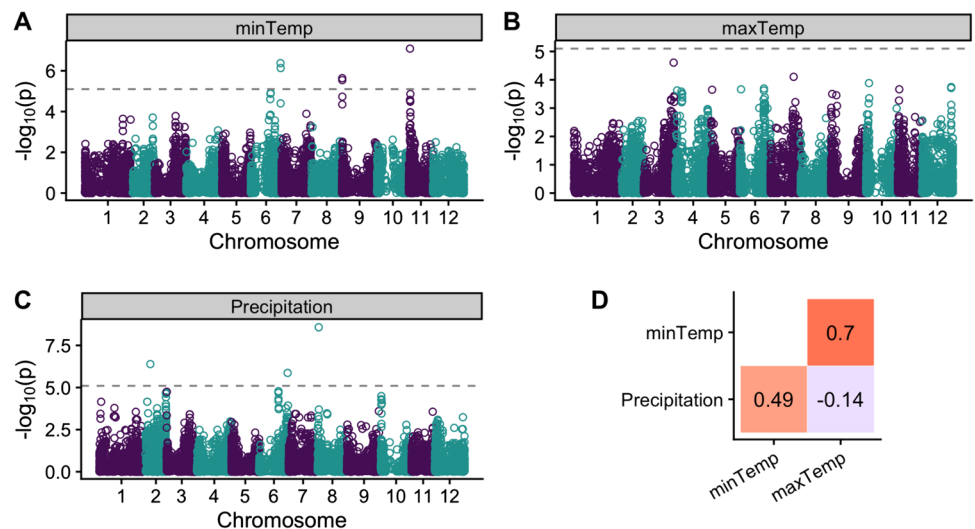 A
minTemp
-log10(p)
6
4
2
0
1 2 3 4 5 6 7 8 9 10 11 12
Chromosome
B
maxTemp
-log10(p)
5
4
3
2
1
0
1 2 3 4 5 6 7 8 9 10 11 12
Chromosome
C
Precipitation
-log10(p)
7.5
5.0
2.5
0.0
1 2 3 4 5 6 7 8 9 10 11 12
Chromosome
D
minTemp
0.7
Precipitation
0.49 -0.14
minTemp
maxTemp